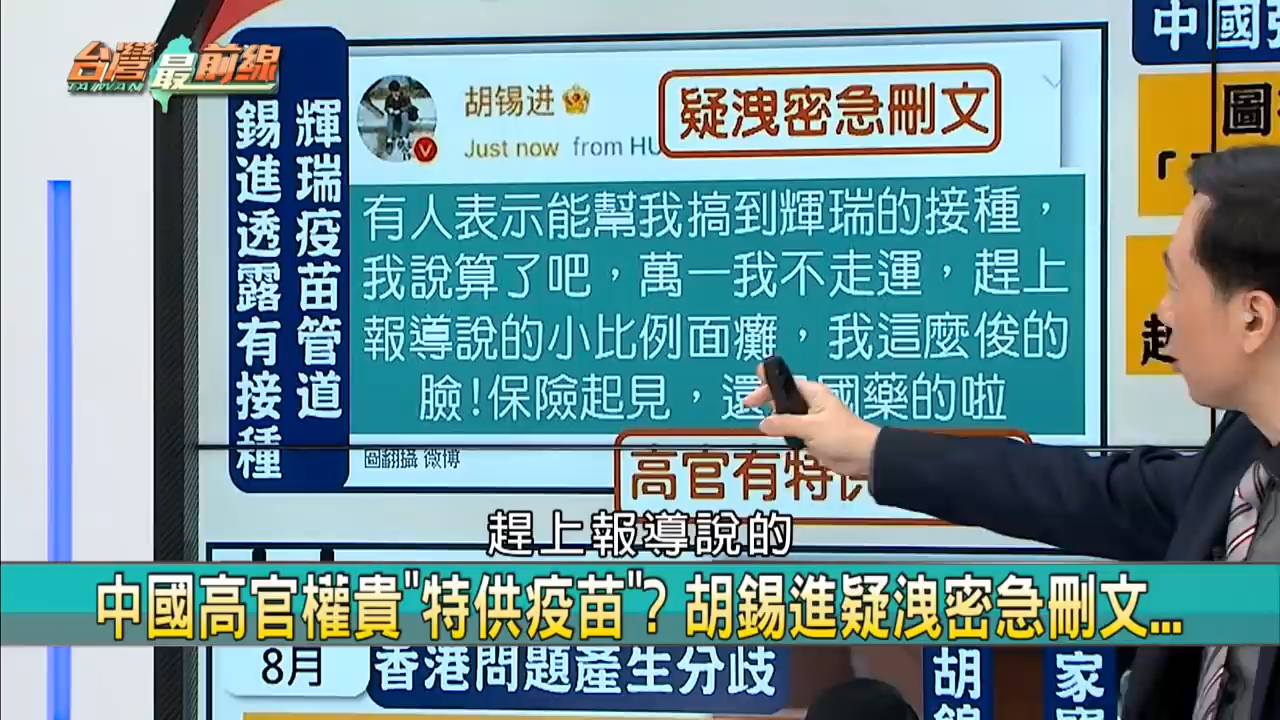 台灣最前線
TAIWAN
輝瑞疫苗管道
錫進透露有接種
胡锡进
Just now from HU
疑洩密急刪文
有人表示能幫我搞到輝瑞的接種，
我說算了吧，萬一我不走運，趕上
報導說的小比例面癱，我這麼俊的
臉!保險起見，還 國藥的啦
圖翻攝 微博
高官有特供
中國
圖
「
起
趕上報導說的
中國高官權貴"特供疫苗"? 胡錫進疑洩密急刪文...
8月
香港問題產生分歧
胡錫
家